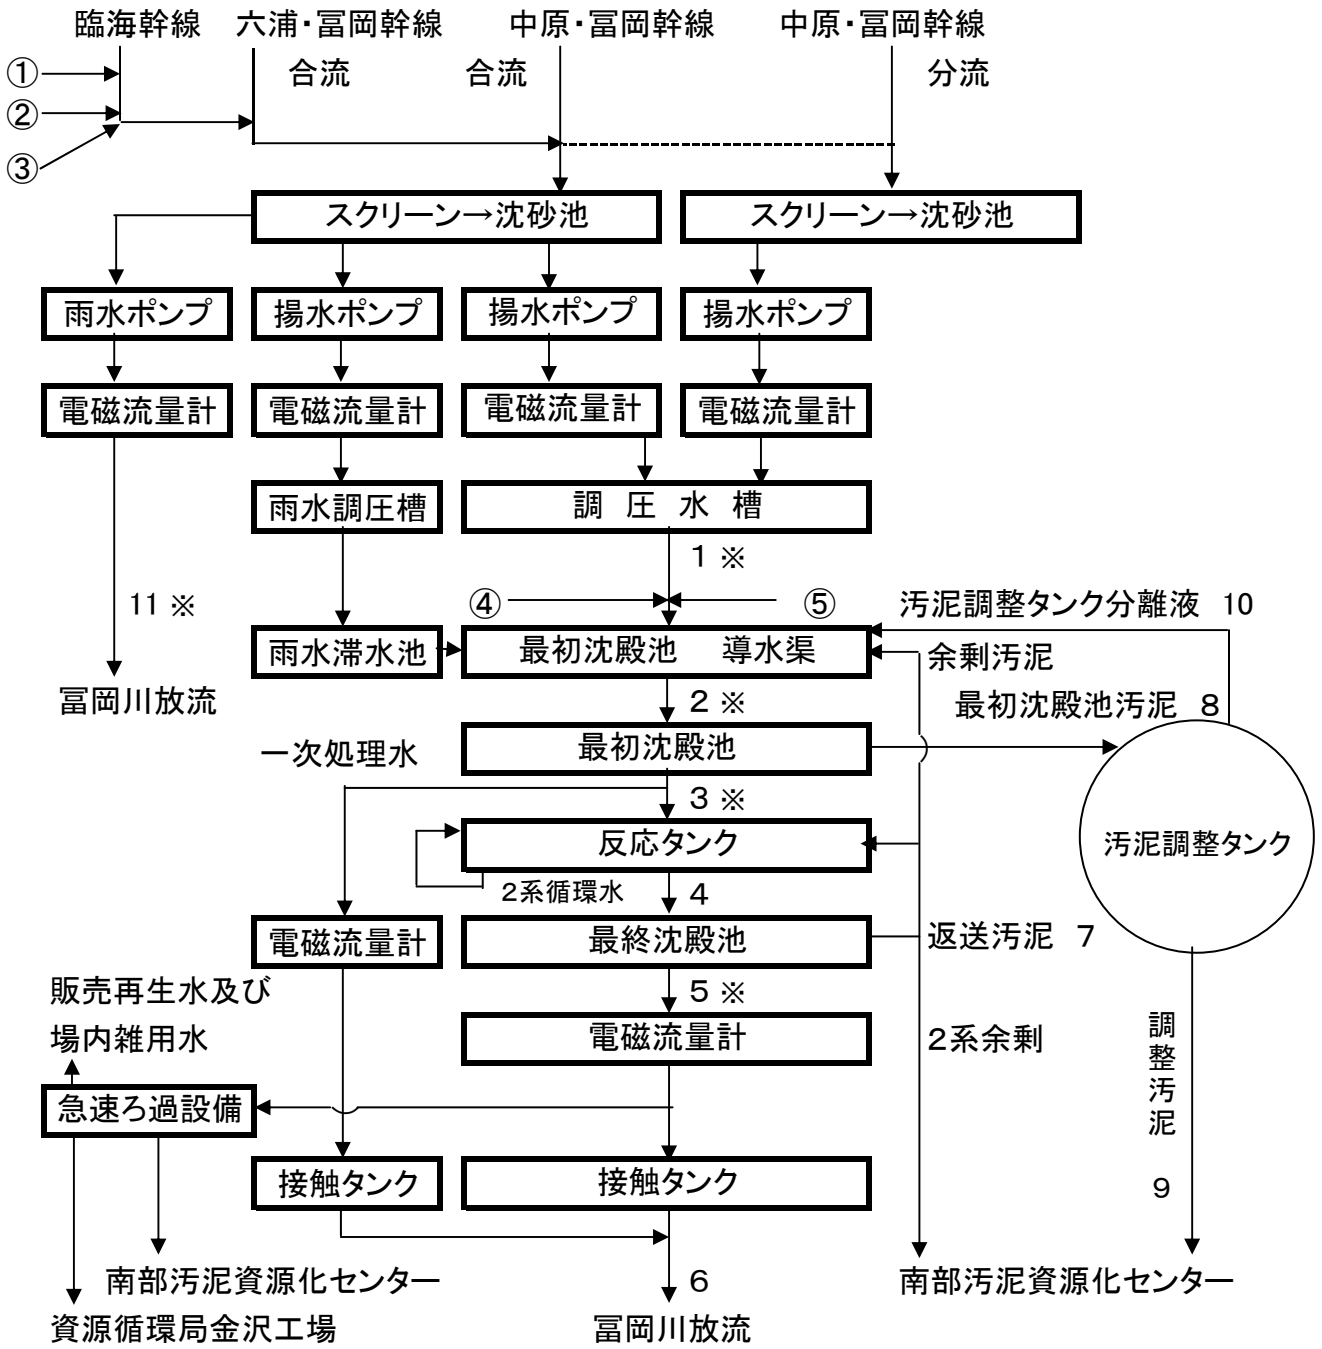 臨海幹線 六浦・冨岡幹線 中原・冨岡幹線 中原・冨岡幹線
① 合流 合流 分流
②
③
スクリーン→沈砂池 スクリーン→沈砂池
雨水ポンプ 揚水ポンプ 揚水ポンプ 揚水ポンプ
電磁流量計 電磁流量計 電磁流量計 電磁流量計
雨水調圧槽 調 圧 水 槽
1 ※
11 ※ ④ ⑤ 汚泥調整タンク分離液 10
雨水滞水池 最初沈殿池 導水渠 余剰汚泥
冨岡川放流 2 ※ 最初沈殿池汚泥 8
一次処理水 最初沈殿池
3 ※
反応タンク 汚泥調整タンク
2系循環水 4
電磁流量計 最終沈殿池 返送汚泥 7
販売再生水及び 5 ※
場内雑用水 電磁流量計 2系余剰 調整汚泥
急速ろ過設備
接触タンク 接触タンク 9
南部汚泥資源化センター 6 南部汚泥資源化センター
資源循環局金沢工場 冨岡川放流